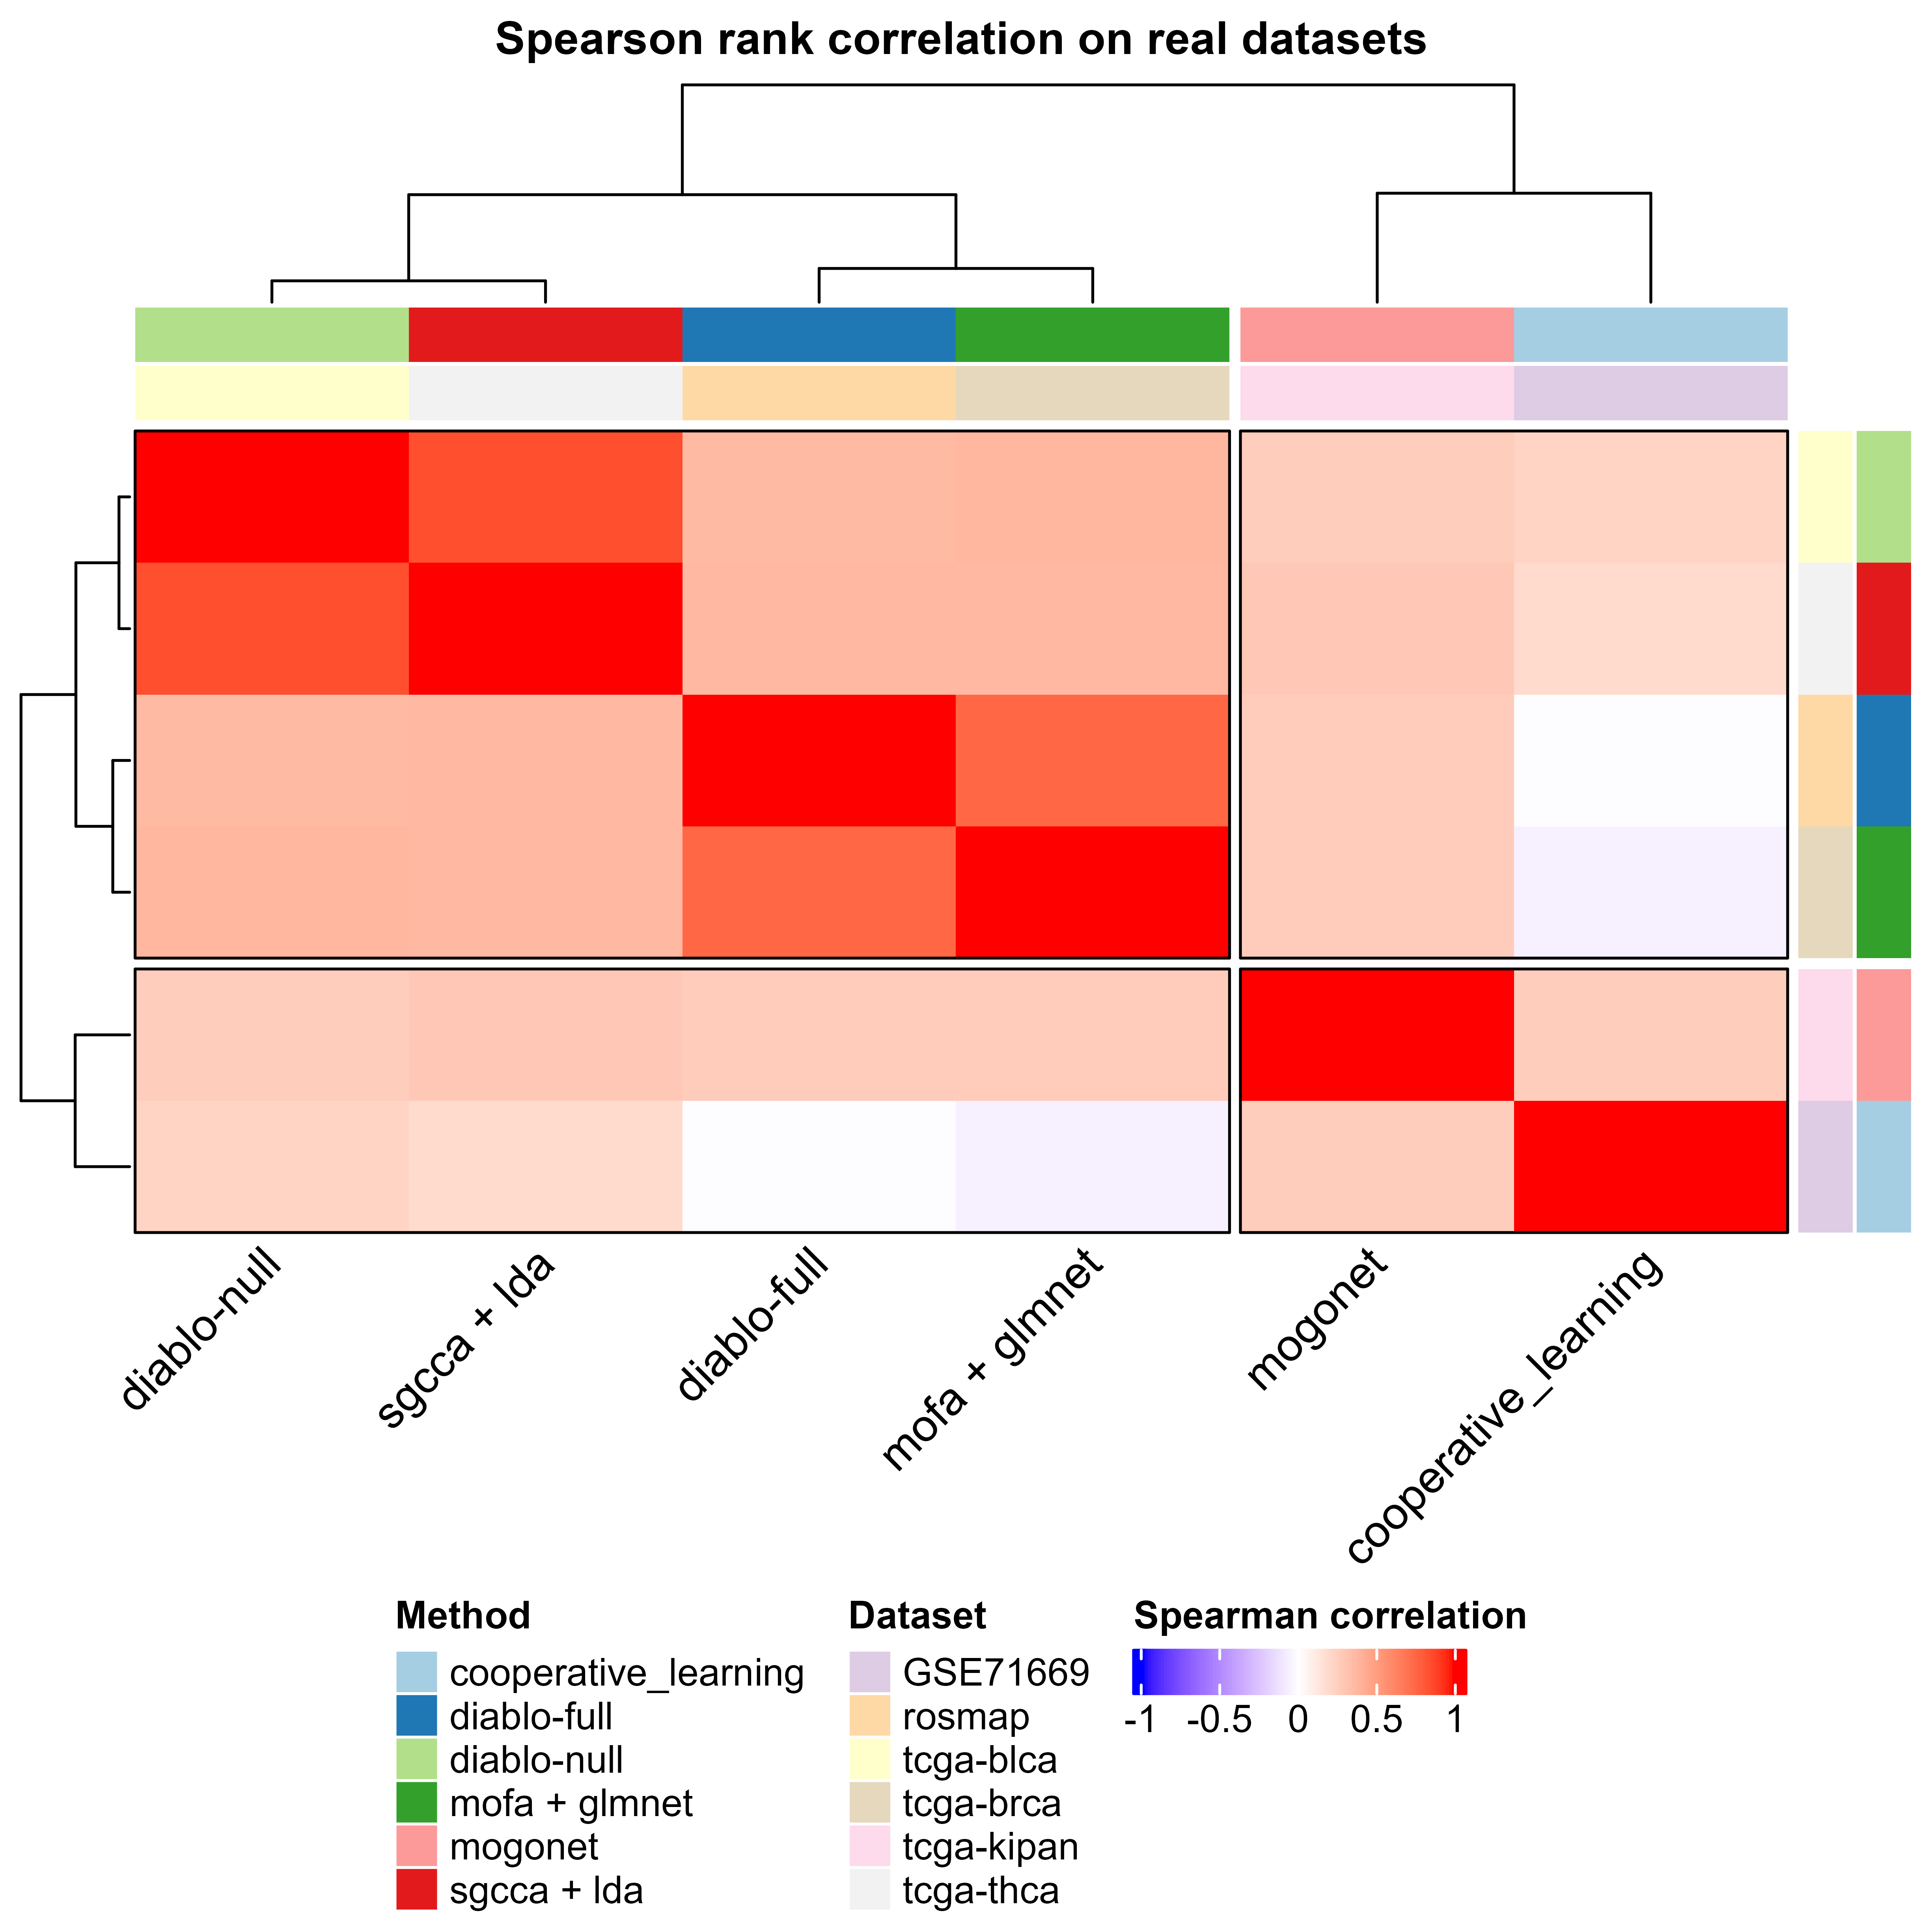 Spearson rank correlation on real datasets
diablo-null
sgcca + lda
diablo-full
mofa + glmnet
mogonet
cooperative_learning
Method
cooperative_learning
diablo-full
diablo-null
mofa + glmnet
mogonet
sgcca + lda
Dataset
GSE71669
rosmap
tcga-blca
tcga-brca
tcga-kipan
tcga-thca
Spearman correlation
-1 -0.5 0 0.5 1